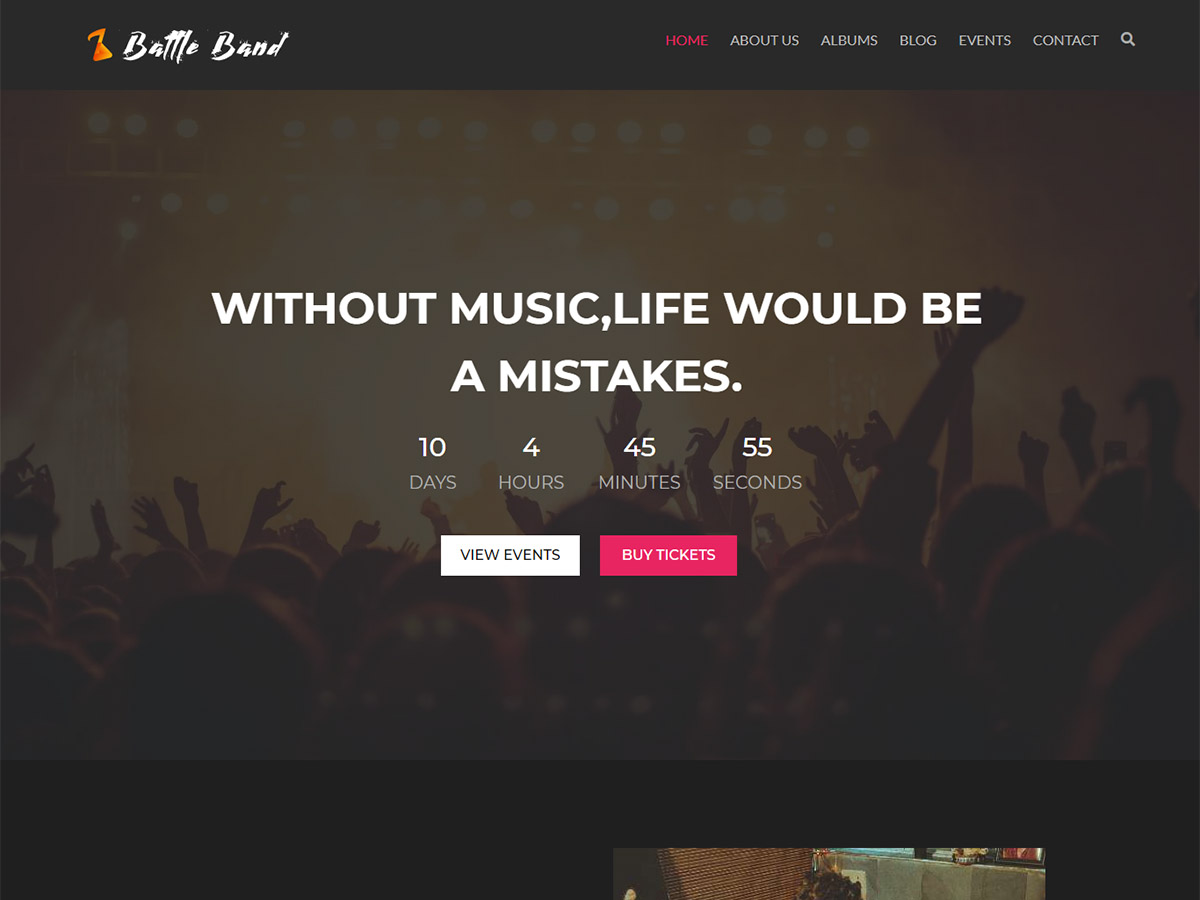 Battle Band
HOME ABOUT US ALBUMS BLOG EVENTS CONTACT
WITHOUT MUSIC,LIFE WOULD BE
A MISTAKES.
10 4 45 55
DAYS HOURS MINUTES SECONDS
VIEW EVENTS BUY TICKETS